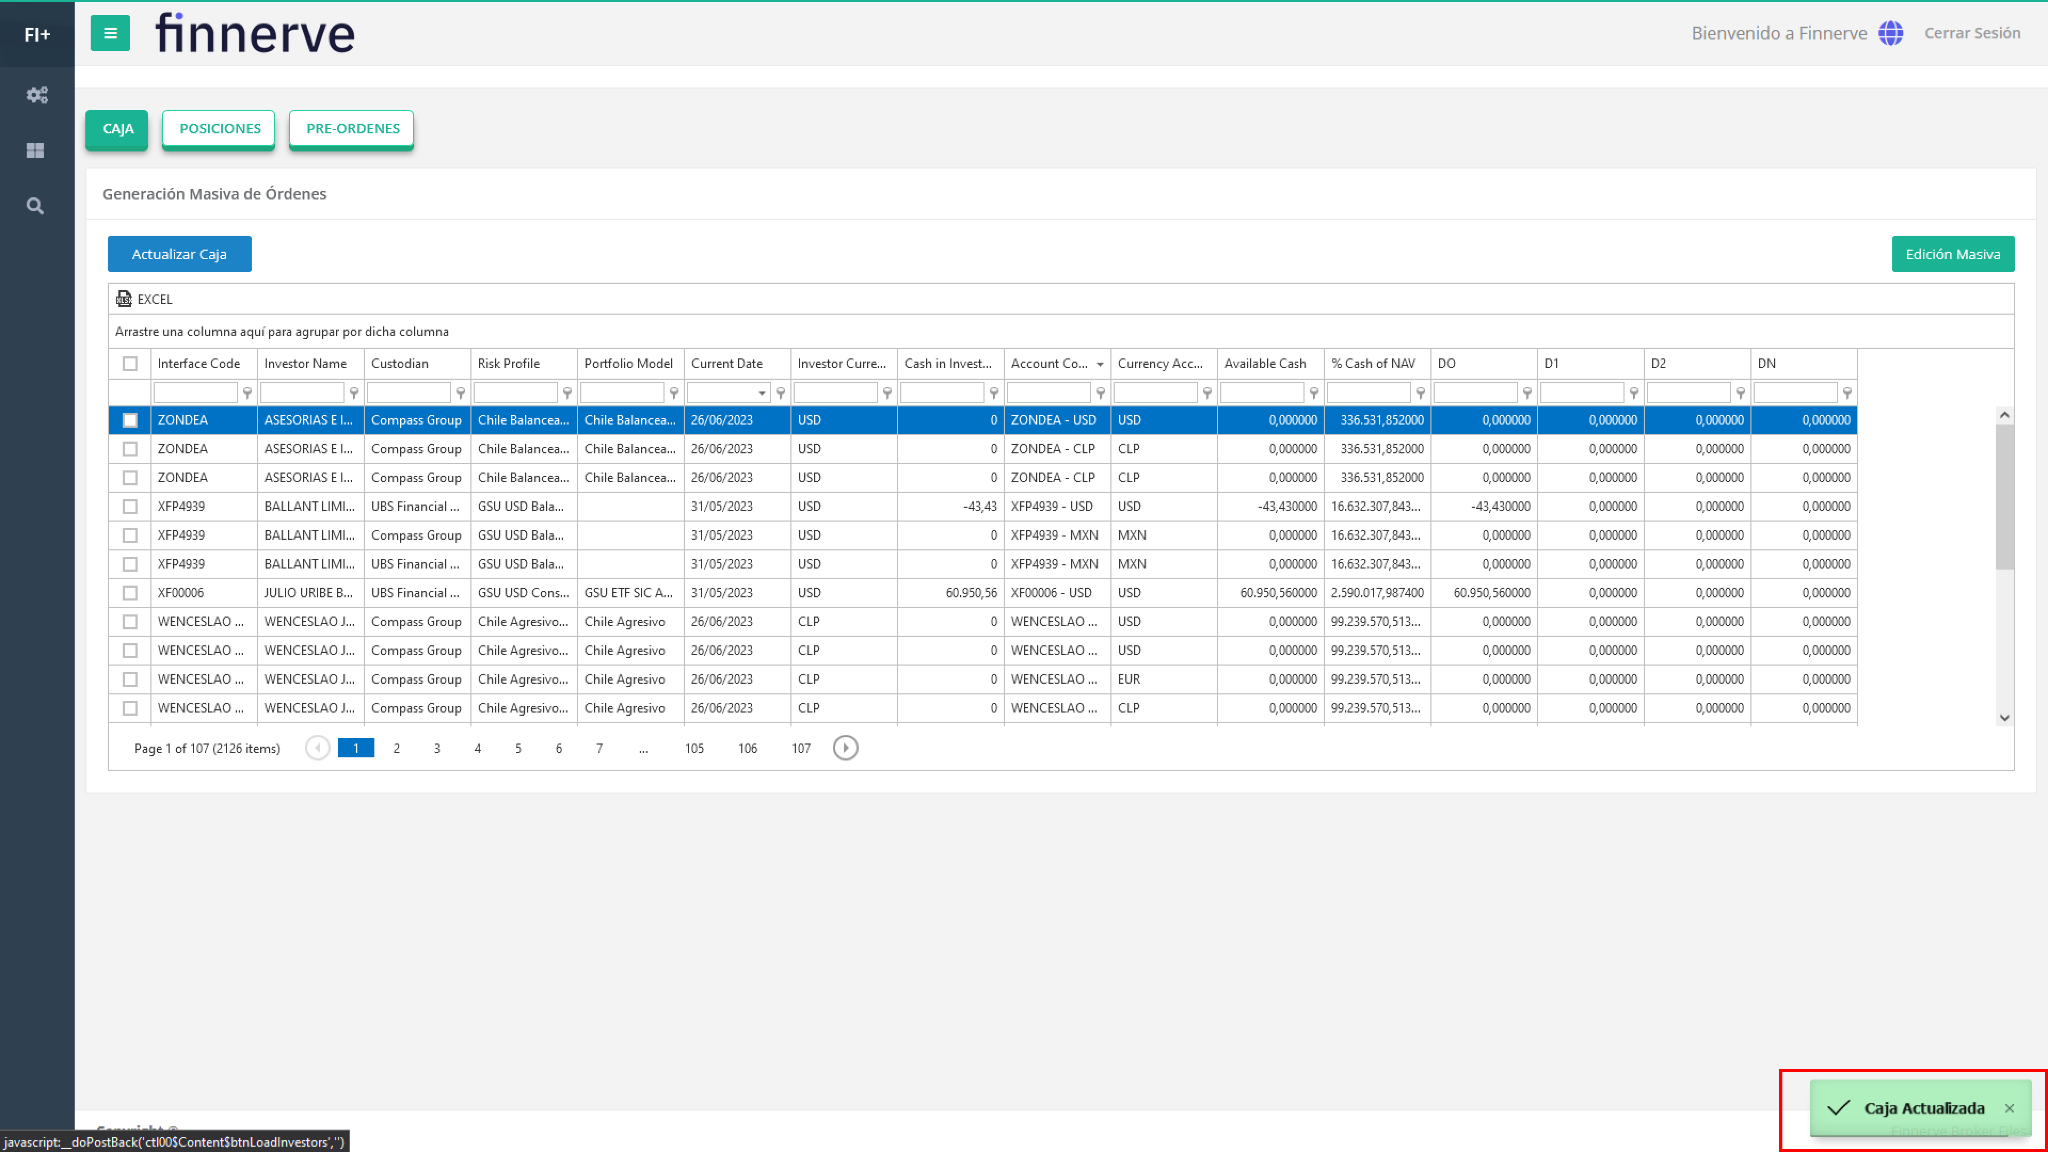 FI+
finnerve
Bienvenido a Finnerve
Cerrar Sesión
CAJA
POSICIONES
PRE-ORDENES
Generación Masiva de Órdenes
Actualizar Caja
Edición Masiva
EXCEL
Arrastre una columna aquí para agrupar por dicha columna
Interface Code Investor Name Custodian Risk Profile Portfolio Model Current Date Investor Curre... Cash in Invest... Account Co... Currency Acc... Available Cash % Cash of NAV DO D1 D2 DN
ZONDEA ASESORIAS E I... Compass Group Chile Balancea... Chile Balancea... 26/06/2023 USD 0 ZONDEA - USD USD 0,000000 336.531,852000 0,000000 0,000000 0,000000 0,000000
ZONDEA ASESORIAS E I... Compass Group Chile Balancea... Chile Balancea... 26/06/2023 USD 0 ZONDEA - CLP CLP 0,000000 336.531,852000 0,000000 0,000000 0,000000 0,000000
ZONDEA ASESORIAS E I... Compass Group Chile Balancea... Chile Balancea... 26/06/2023 USD 0 ZONDEA - CLP CLP 0,000000 336.531,852000 0,000000 0,000000 0,000000 0,000000
XFP4939 BALLANT LIMI... UBS Financial ... GSU USD Bala... 31/05/2023 USD -43,43 XFP4939 - USD USD -43,430000 16.632.307,843... -43,430000 0,000000 0,000000 0,000000
XFP4939 BALLANT LIMI... Compass Group GSU USD Bala... 31/05/2023 USD 0 XFP4939 - MXN MXN 0,000000 16.632.307,843... 0,000000 0,000000 0,000000 0,000000
XFP4939 BALLANT LIMI... UBS Financial ... GSU USD Bala... 31/05/2023 USD 0 XFP4939 - MXN MXN 0,000000 16.632.307,843... 0,000000 0,000000 0,000000 0,000000
XF00006 JULIO URIBE B... UBS Financial ... GSU USD Cons... GSU ETF SIC A... 31/05/2023 USD 60.950,56 XF00006 - USD USD 60.950,560000 2.590.017,987400 60.950,560000 0,000000 0,000000 0,000000
WENCESLAO ... WENCESLAO J... Compass Group Chile Agresivo... Chile Agresivo 26/06/2023 CLP 0 WENCESLAO ... USD 0,000000 99.239.570,513... 0,000000 0,000000 0,000000 0,000000
WENCESLAO ... WENCESLAO J... Compass Group Chile Agresivo... Chile Agresivo 26/06/2023 CLP 0 WENCESLAO ... USD 0,000000 99.239.570,513... 0,000000 0,000000 0,000000 0,000000
WENCESLAO ... WENCESLAO J... Compass Group Chile Agresivo... Chile Agresivo 26/06/2023 CLP 0 WENCESLAO ... EUR 0,000000 99.239.570,513... 0,000000 0,000000 0,000000 0,000000
WENCESLAO ... WENCESLAO J... Compass Group Chile Agresivo... Chile Agresivo 26/06/2023 CLP 0 WENCESLAO ... CLP 0,000000 99.239.570,513... 0,000000 0,000000 0,000000 0,000000
Page 1 of 107 (2126 items) 1 2 3 4 5 6 7 ... 105 106 107
Caja Actualizada
Finnerve Broker Files
Copyright ©
javascript:__doPostBack('ctl00$Content$btnLoadInvestors','')